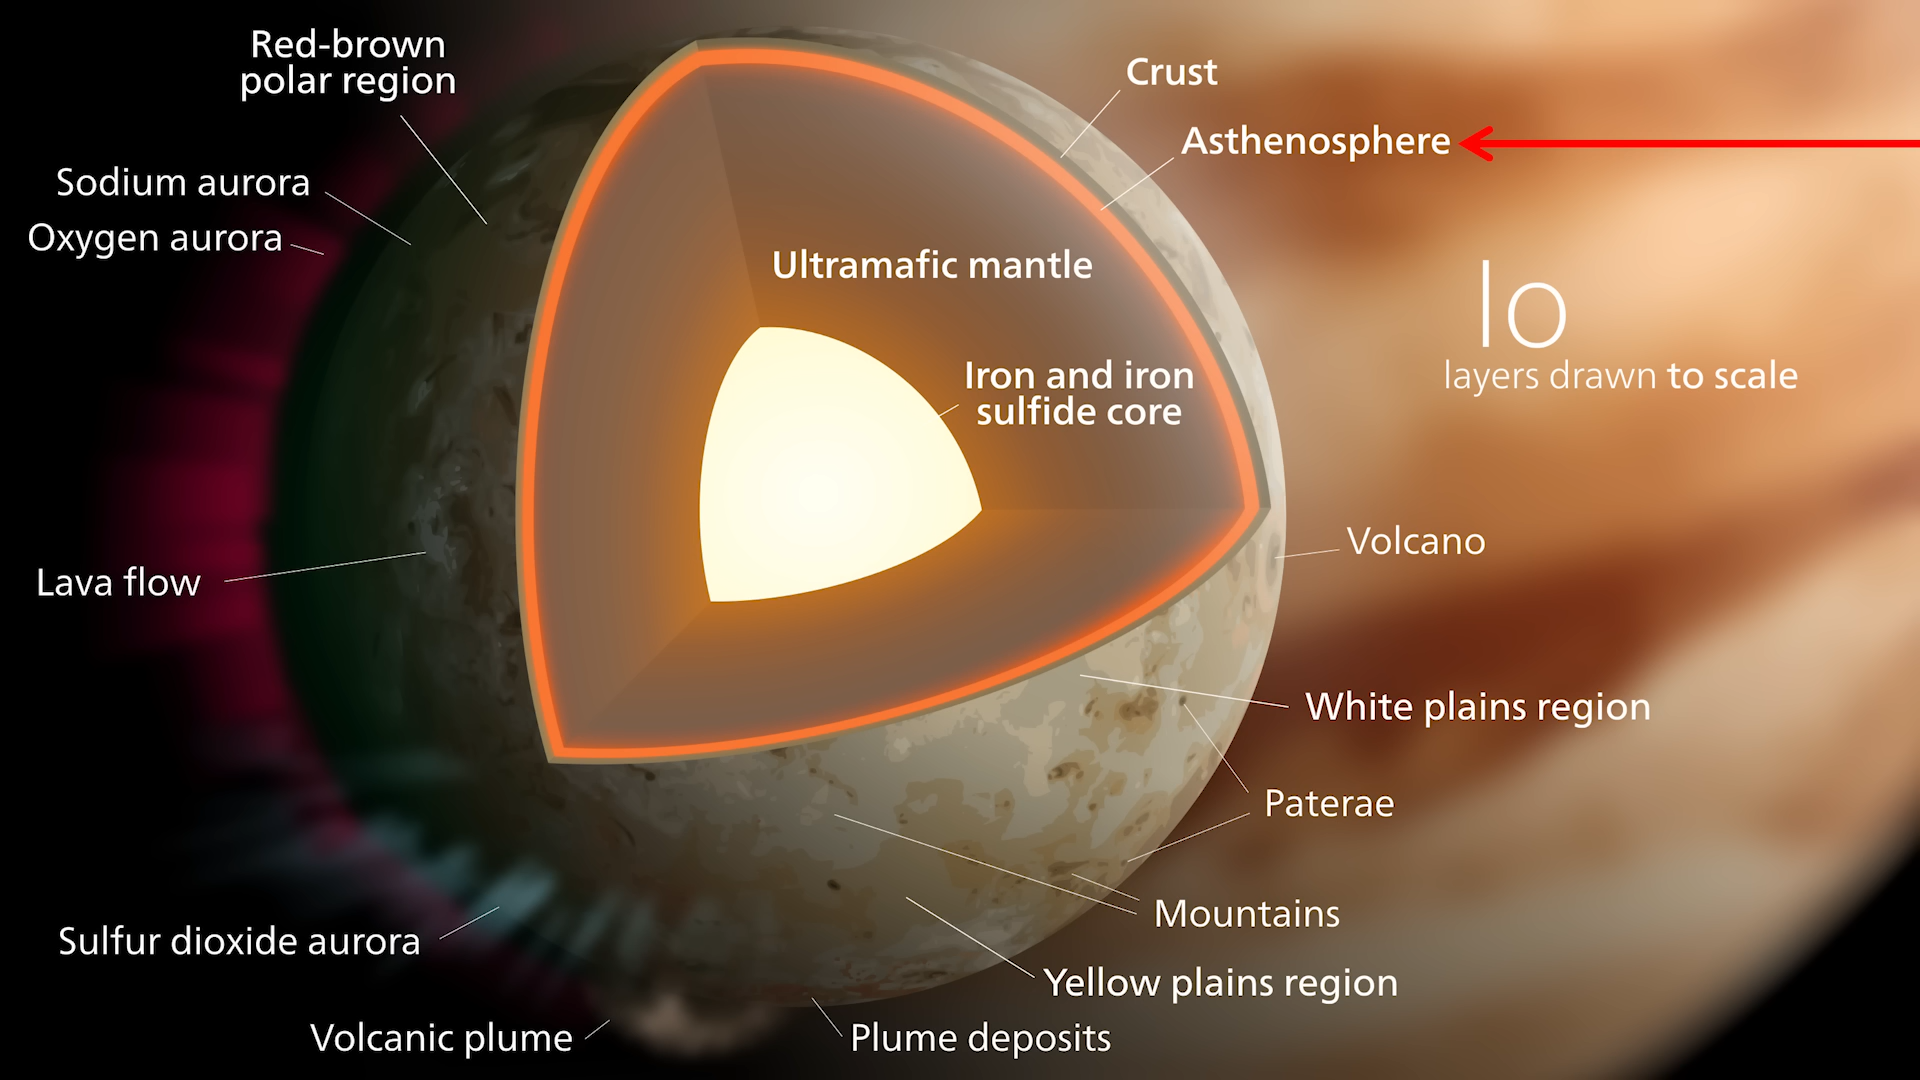 Red-brown
polar region
Crust
Asthenosphere
Sodium aurora
Oxygen aurora
Ultramafic mantle
Io
layers drawn to scale
Iron and iron
sulfide core
Volcano
Lava flow
White plains region
Paterae
Mountains
Sulfur dioxide aurora
Yellow plains region
Volcanic plume
Plume deposits